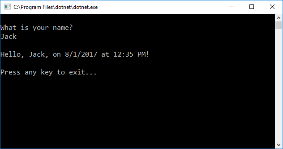 C:\Program Files\dotnet\dotnet.exe
What is your name?
Jack
Hello, Jack, on 8/1/2017 at 12:35 PM!
Press any key to exit...